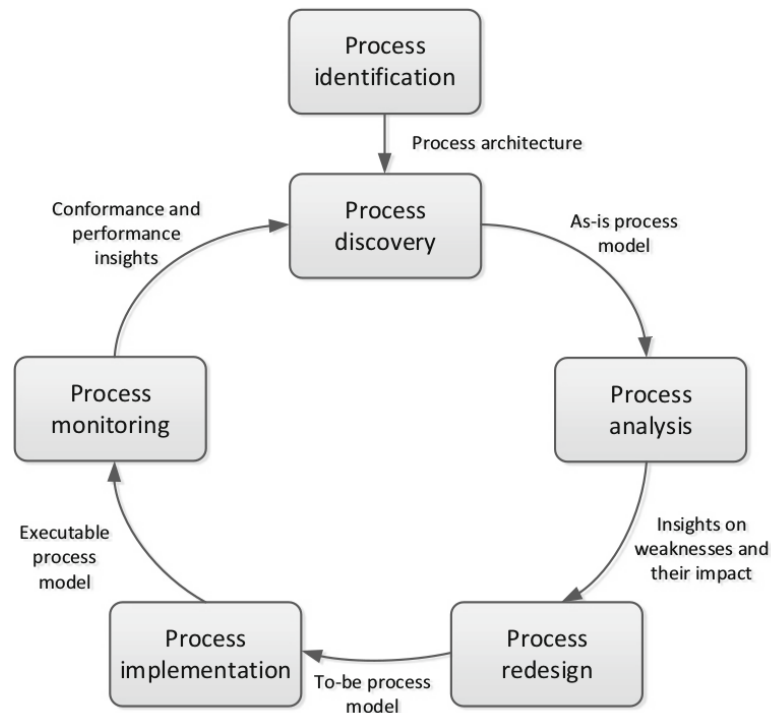 Process
identification
Process architecture
Process
discovery
As-is process
model
Conformance and
performance
insights
Process
monitoring
Process
analysis
Executable
process
model
Insights on
weaknesses and
their impact
Process
implementation
To-be process
model
Process
redesign